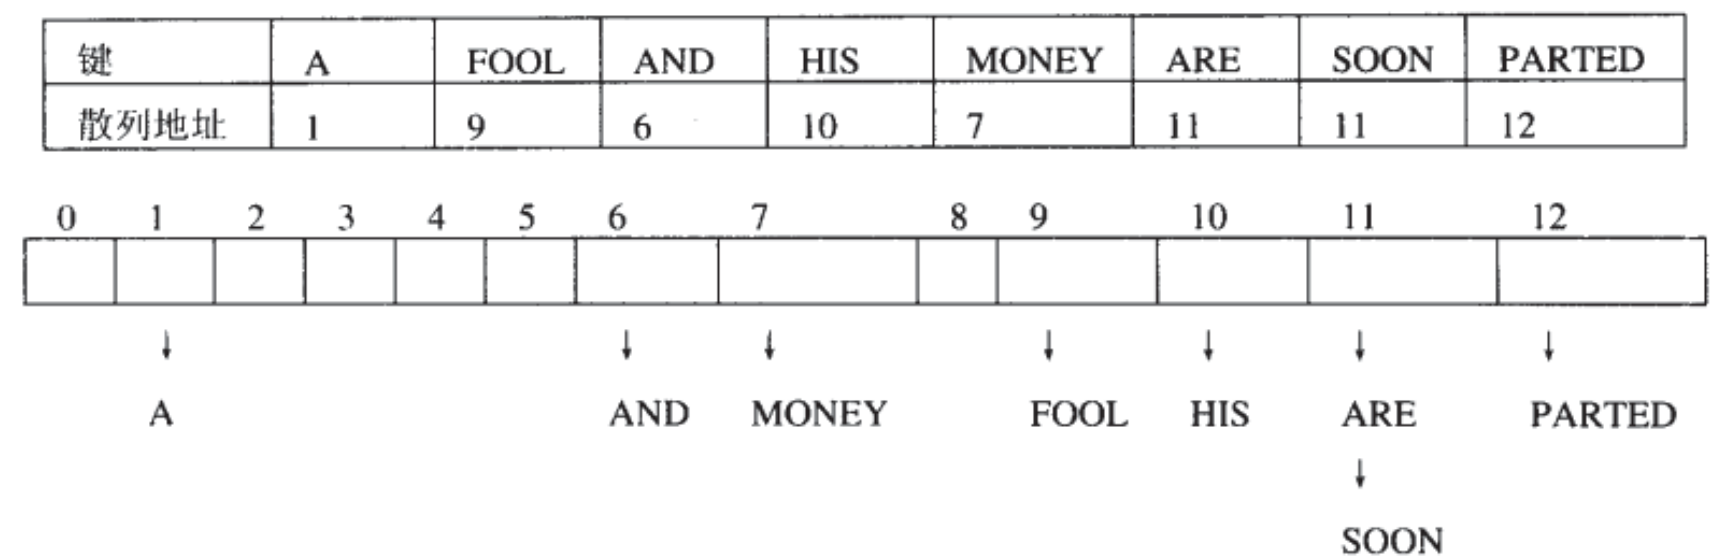 键 A FOOL AND HIS MONEY ARE SOON PARTED
散列地址 1 9 6 10 7 11 11 12
0 1 2 3 4 5 6 7 8 9 10 11 12
A AND MONEY FOOL HIS ARE PARTED
SOON